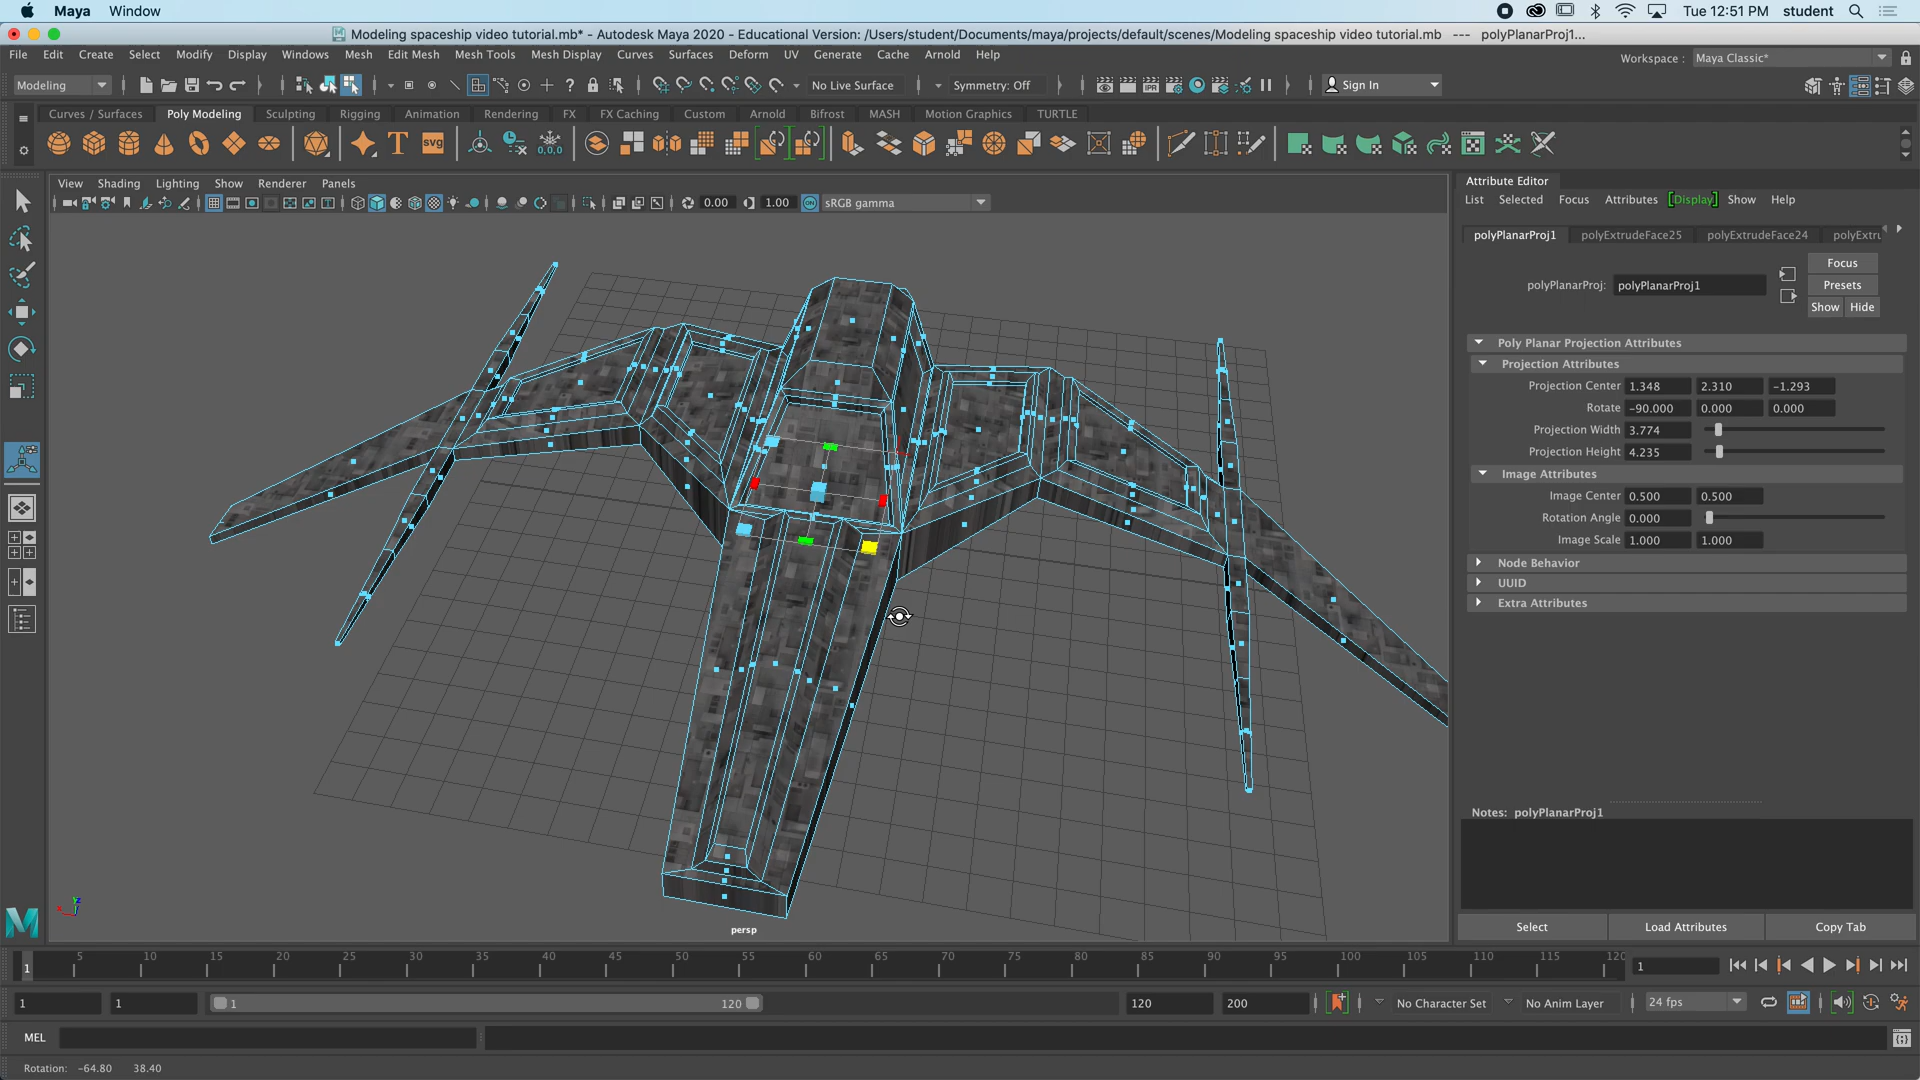 Maya Window Tue 12:51 PM student
Modeling spaceship video tutorial.mb* - Autodesk Maya 2020 - Educational Version: /Users/student/Documents/maya/projects/default/scenes/Modeling spaceship video tutorial.mb --- polyPlanarProj1...
File Edit Create Select Modify Display Windows Mesh Edit Mesh Mesh Tools Mesh Display Curves Surfaces Deform UV Generate Cache Arnold Help Workspace : Maya Classic*
Modeling No Live Surface Symmetry: Off Sign In
Curves / Surfaces Poly Modeling Sculpting Rigging Animation Rendering FX FX Caching Custom Arnold Bifrost MASH Motion Graphics TURTLE
T SVG 0,0,0
View Shading Lighting Show Renderer Panels
0.00 1.00 ON sRGB gamma
Attribute Editor
List Selected Focus Attributes [Display] Show Help
polyPlanarProj1 polyExtrudeFace25 polyExtrudeFace24 polyExtru
Focus
polyPlanarProj: polyPlanarProj1 Presets
Show Hide
Poly Planar Projection Attributes
Projection Attributes
Projection Center 1.348 2.310 -1.293
Rotate -90.000 0.000 0.000
Projection Width 3.774
Projection Height 4.235
Image Attributes
Image Center 0.500 0.500
Rotation Angle 0.000
Image Scale 1.000 1.000
Node Behavior
UUID
Extra Attributes
Notes: polyPlanarProj1
Select Load Attributes Copy Tab
persp
1 5 10 15 20 25 30 35 40 45 50 55 60 65 70 75 80 85 90 95 100 105 110 115 120 1
1 1 1 120 120 200 No Character Set No Anim Layer 24 fps
MEL
Rotation: -64.80 38.40